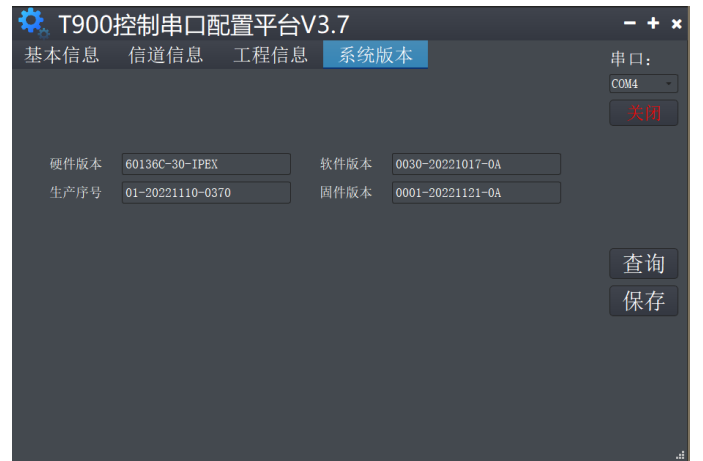 T900控制串口配置平台V3.7
基本信息 信道信息 工程信息 系统版本
串口：
COM4
关闭
硬件版本 60136C-30-IPEX 软件版本 0030-20221017-0A
生产序号 01-20221110-0370 固件版本 0001-20221121-0A
查询
保存